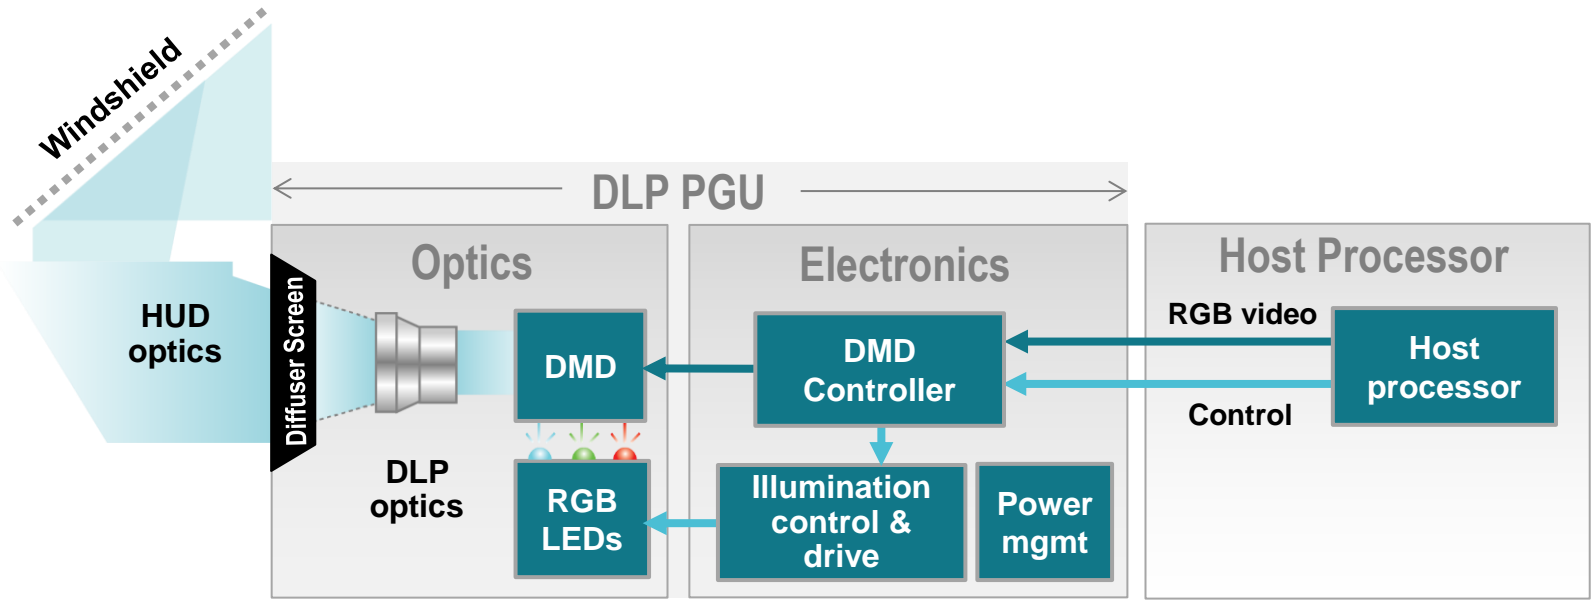 Windshield
DLP PGU
Optics
Electronics
Host Processor
HUD
optics
Diffuser Screen
DLP
optics
DMD
RGB
LEDs
DMD
Controller
Illumination
control &
drive
Power
mgmt
RGB video
Control
Host
processor